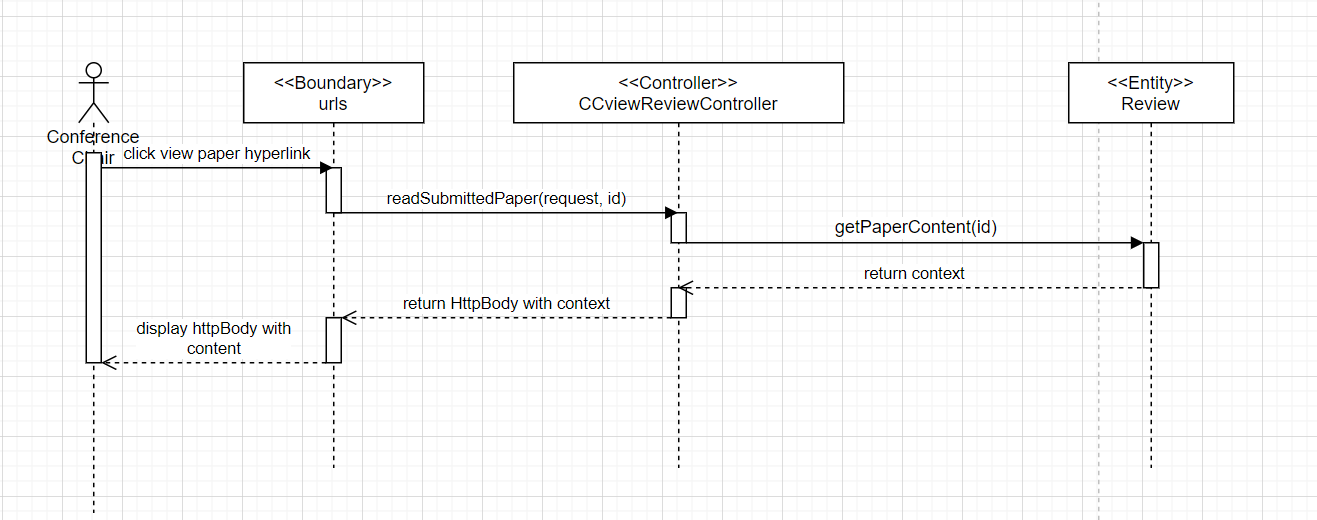 <<Boundary>>
urls
<<Controller>>
CCviewReviewController
<<Entity>>
Review
Conference
Chair
click view paper hyperlink
readSubmittedPaper(request, id)
getPaperContent(id)
return context
return HttpBody with context
display httpBody with
content